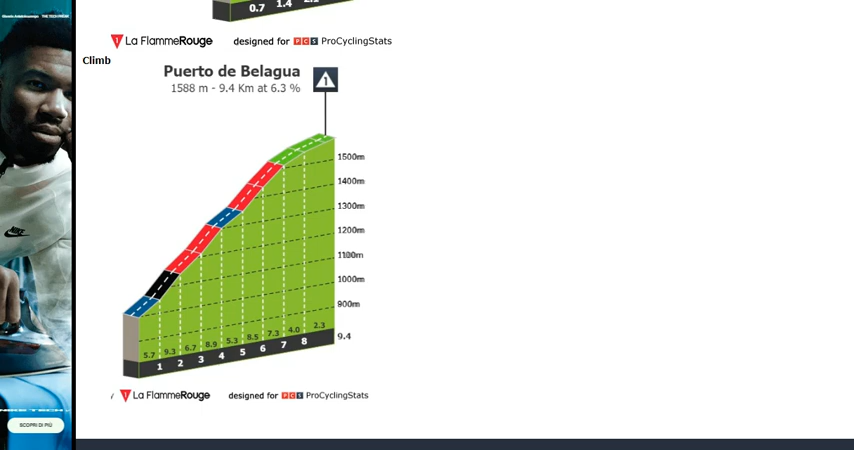 0.7 1.4 2.1
La FlammeRouge designed for PCS ProCyclingStats
Climb
Puerto de Belagua
1588 m - 9.4 Km at 6.3 %
1
1500m
1400m
1300m
1200m
1100m
1000m
900m
5.7 9.3 6.7 8.9 5.3 8.5 7.3 4.0 2.3
1 2 3 4 5 6 7 8
9.4
La FlammeRouge designed for PCS ProCyclingStats
NIKE
SCOPRI DI PIÙ